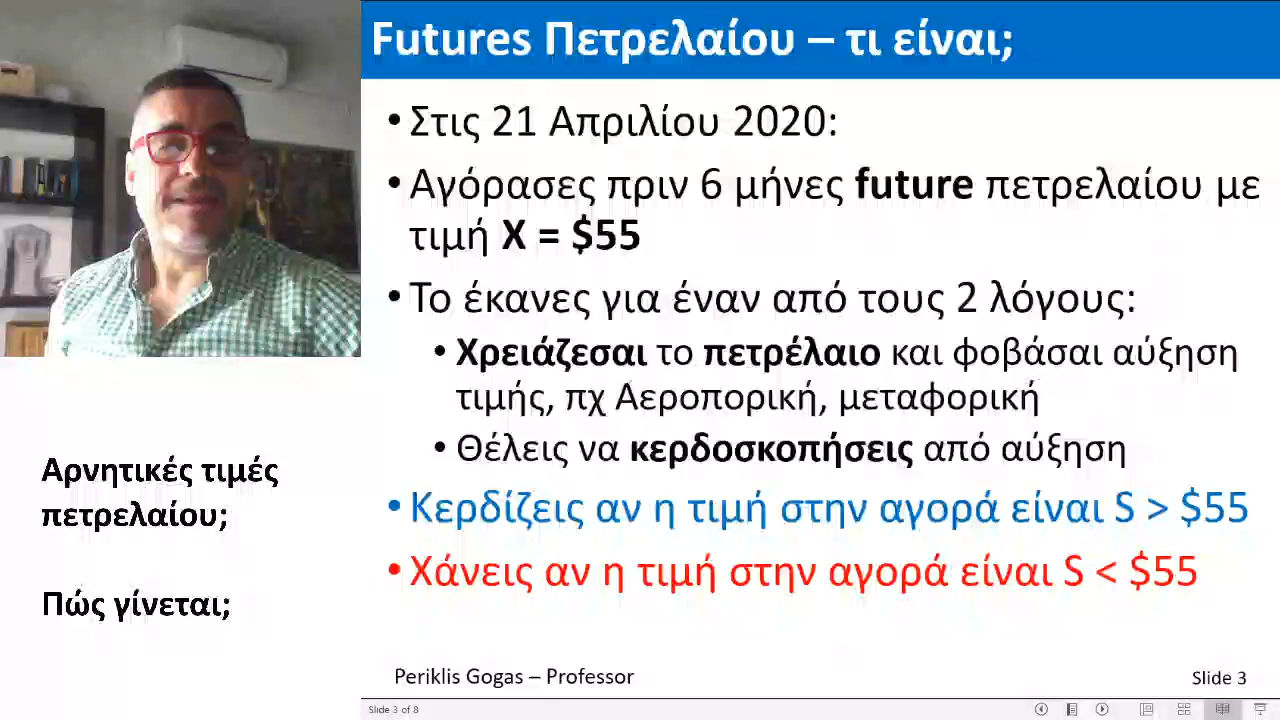 Futures Πετρελαίου – τι είναι;
• Στις 21 Απριλίου 2020:
• Αγόρασες πριν 6 μήνες future πετρελαίου με
τιμή X = $55
• Το έκανες για έναν από τους 2 λόγους:
• Χρειάζεσαι το πετρέλαιο και φοβάσαι αύξηση
τιμής, πχ Αεροπορική, μεταφορική
• Θέλεις να κερδοσκοπήσεις από αύξηση
• Κερδίζεις αν η τιμή στην αγορά είναι S > $55
• Χάνεις αν η τιμή στην αγορά είναι S < $55
Αρνητικές τιμές
πετρελαίου;
Πώς γίνεται;
Periklis Gogas – Professor
Slide 3
Slide 3 of 8